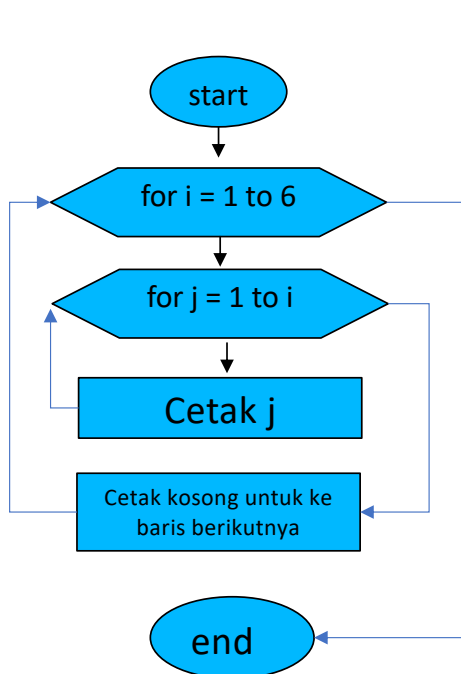 start
for i = 1 to 6
for j = 1 to i
Cetak j
Cetak kosong untuk ke
baris berikutnya
end